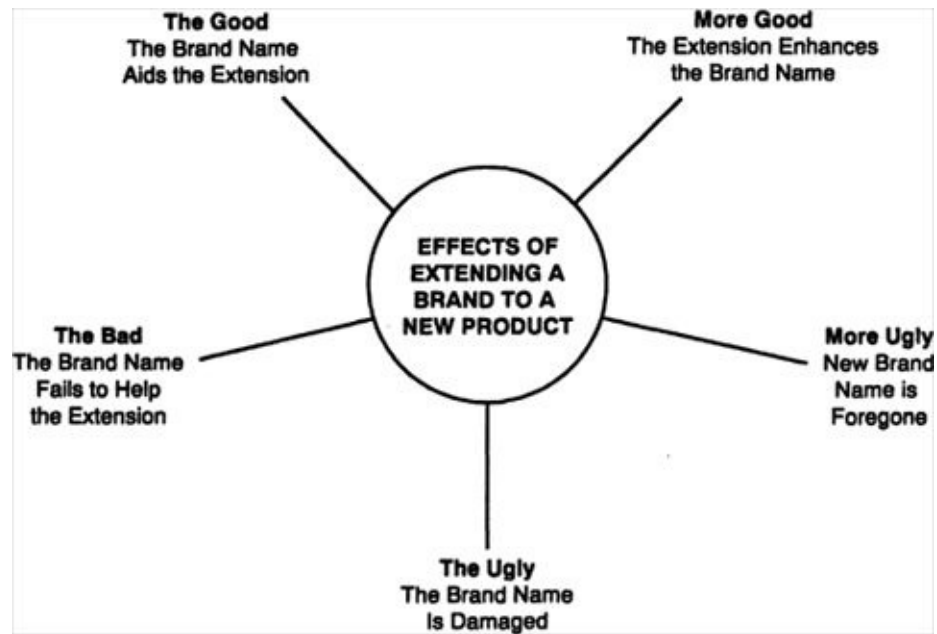 The Good
The Brand Name
Aids the Extension
More Good
The Extension Enhances
the Brand Name
EFFECTS OF
EXTENDING A
BRAND TO A
NEW PRODUCT
The Bad
The Brand Name
Fails to Help
the Extension
More Ugly
New Brand
Name is
Foregone
The Ugly
The Brand Name
Is Damaged